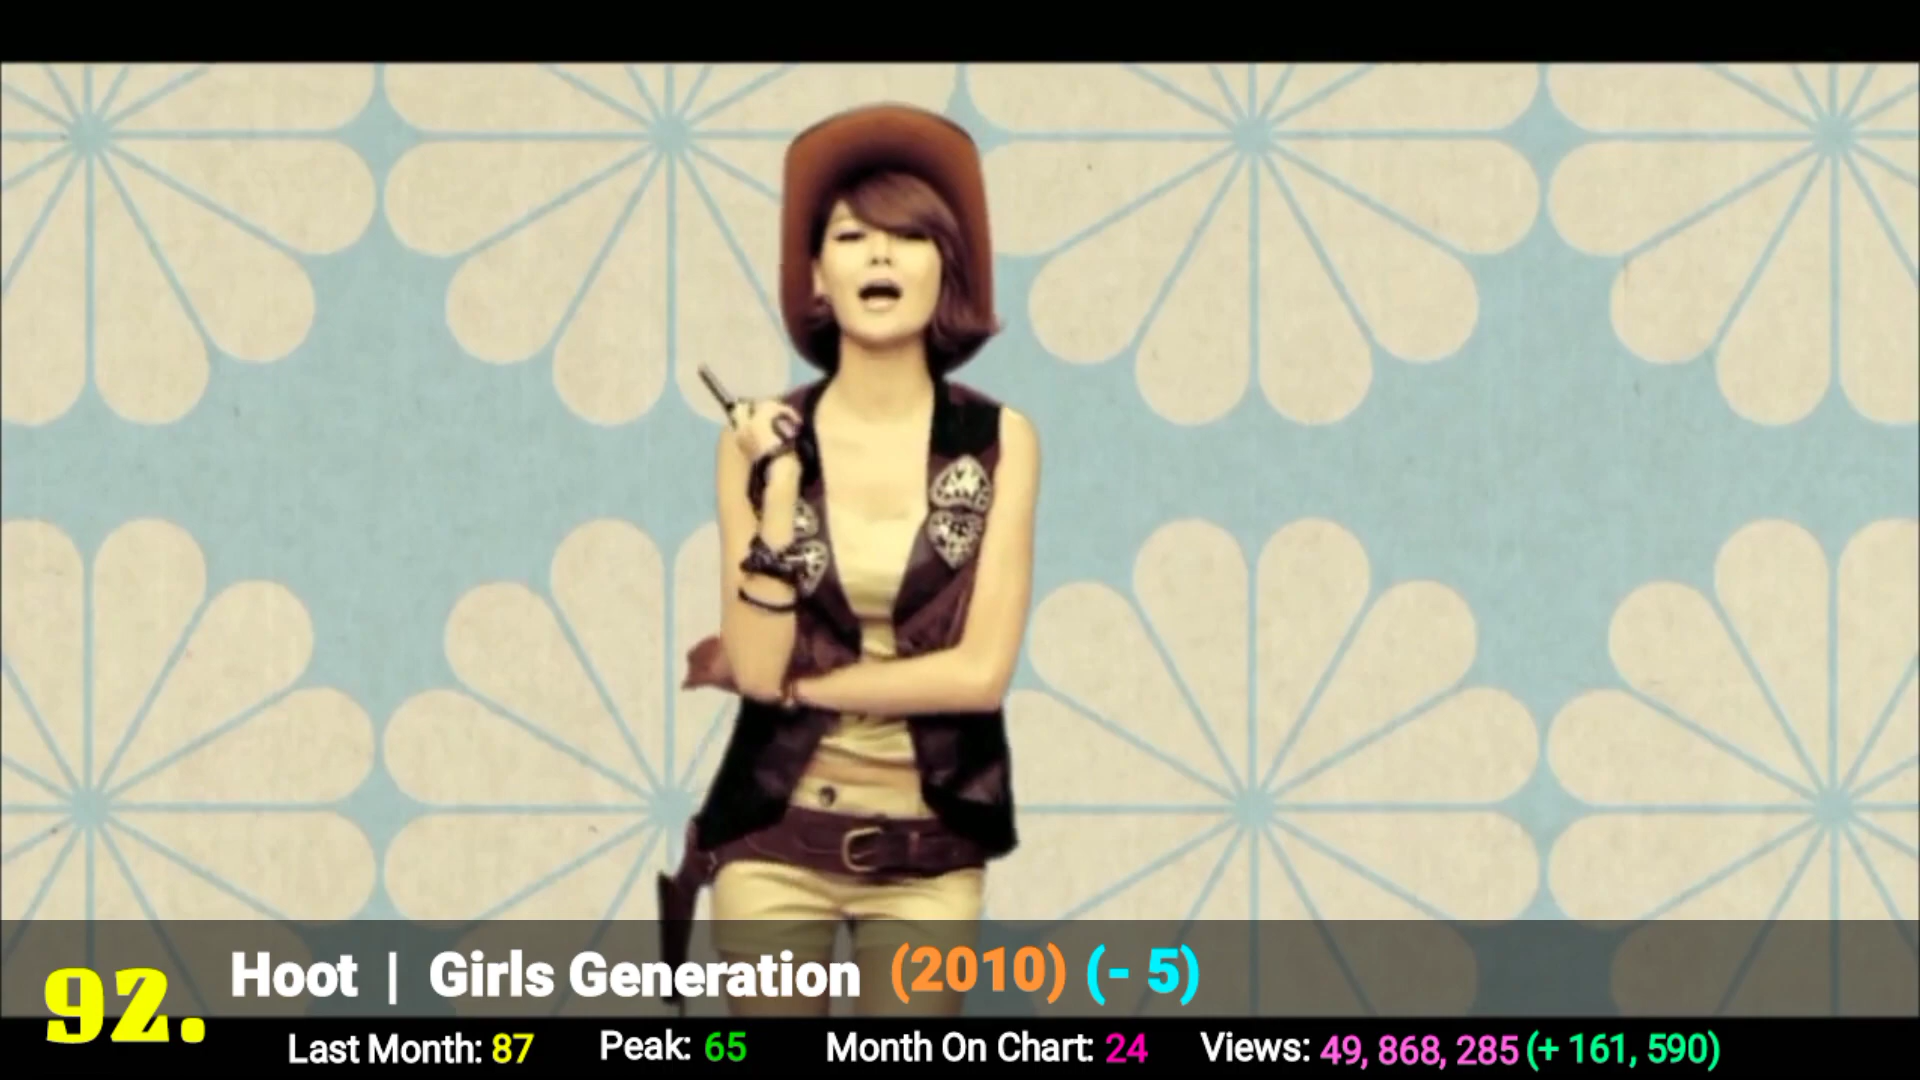 92. Hoot | Girls Generation (2010) (- 5)
Last Month: 87 Peak: 65 Month On Chart: 24 Views: 49, 868, 285 (+ 161, 590)